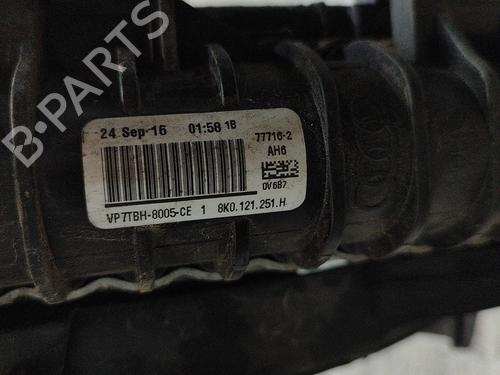 B-PARTS
24 Sep-16 01:58 1B 77716-2
AH6
0V6B7
VP7TBH-8005-CE 1 8K0.121.251.H